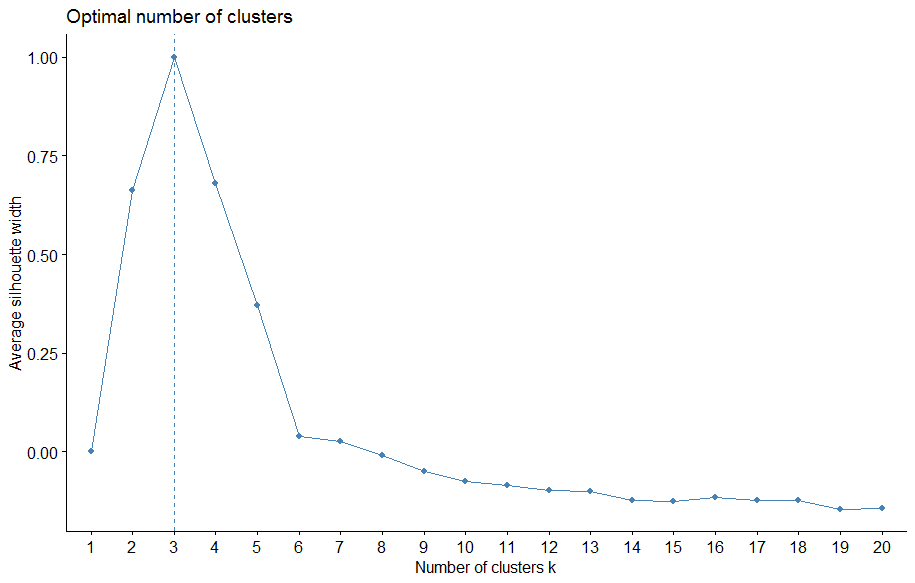 Optimal number of clusters
Average silhouette width
1.00
0.75
0.50
0.25
0.00
1 2 3 4 5 6 7 8 9 10 11 12 13 14 15 16 17 18 19 20
Number of clusters k